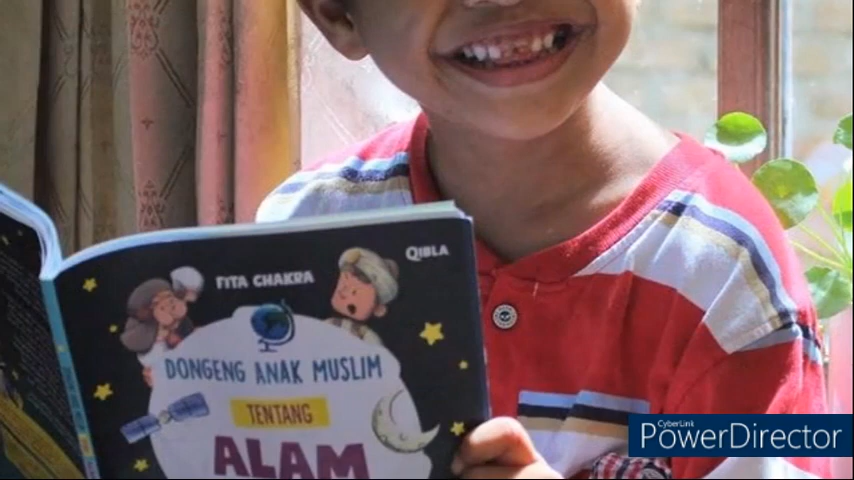 FITA CHAKRA
QIBLA
DONGENG ANAK MUSLIM
TENTANG
ALAM
CyberLink
PowerDirector